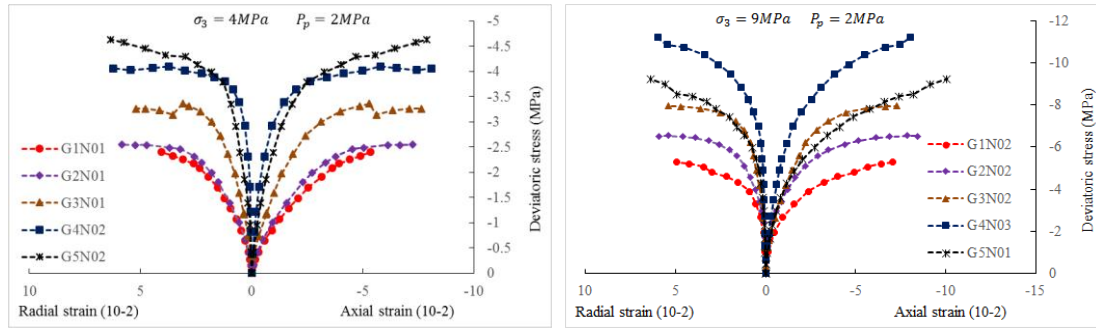 σ₃ = 4MPa P_p = 2MPa
-5
-4.5
-4
-3.5
-3
-2.5
-2
-1.5
-1
-0.5
0
Deviatoric stress (MPa)
G1N01
G2N01
G3N01
G4N02
G5N02
10 5 0 -5 -10
Radial strain (10-2) Axial strain (10-2)
σ₃ = 9MPa P_p = 2MPa
-12
-10
-8
-6
-4
-2
0
Deviatoric stress (MPa)
G1N02
G2N02
G3N02
G4N03
G5N01
10 5 0 -5 -10 -15
Radial strain (10-2) Axial strain (10-2)